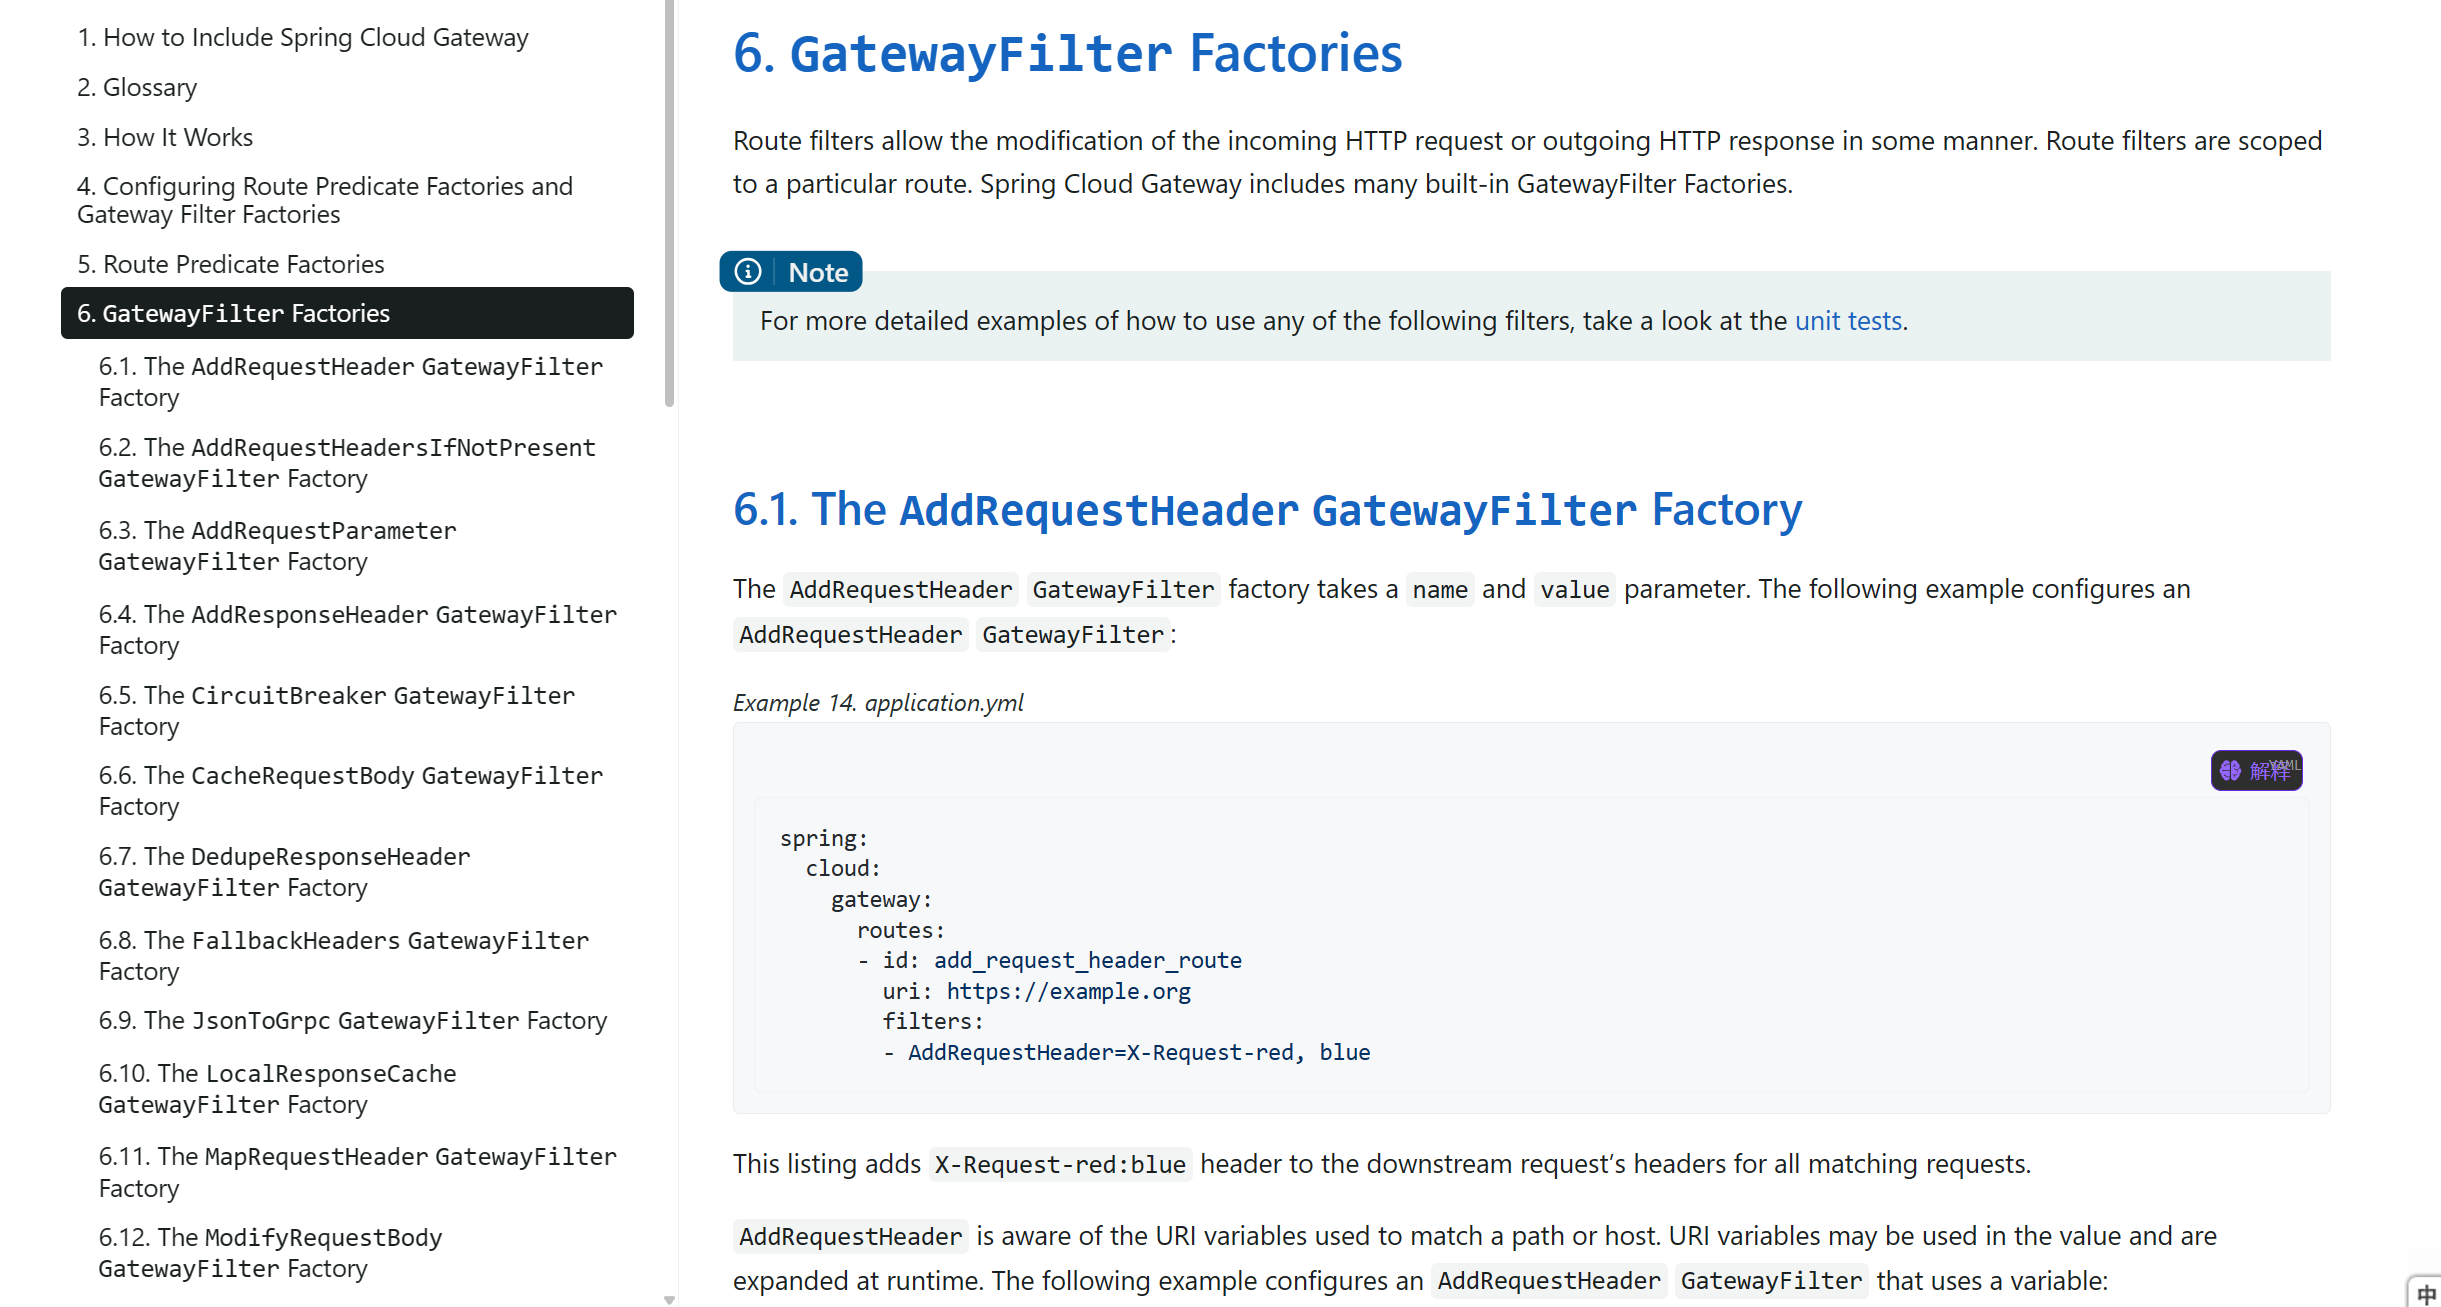 1. How to Include Spring Cloud Gateway
2. Glossary
3. How It Works
4. Configuring Route Predicate Factories and
Gateway Filter Factories
5. Route Predicate Factories
6. GatewayFilter Factories
6.1. The AddRequestHeader GatewayFilter
Factory
6.2. The AddRequestHeadersIfNotPresent
GatewayFilter Factory
6.3. The AddRequestParameter
GatewayFilter Factory
6.4. The AddResponseHeader GatewayFilter
Factory
6.5. The CircuitBreaker GatewayFilter
Factory
6.6. The CacheRequestBody GatewayFilter
Factory
6.7. The DedupeResponseHeader
GatewayFilter Factory
6.8. The FallbackHeaders GatewayFilter
Factory
6.9. The JsonToGrpc GatewayFilter Factory
6.10. The LocalResponseCache
GatewayFilter Factory
6.11. The MapRequestHeader GatewayFilter
Factory
6.12. The ModifyRequestBody
GatewayFilter Factory
6. GatewayFilter Factories
Route filters allow the modification of the incoming HTTP request or outgoing HTTP response in some manner. Route filters are scoped
to a particular route. Spring Cloud Gateway includes many built-in GatewayFilter Factories.
Note
For more detailed examples of how to use any of the following filters, take a look at the unit tests.
6.1. The AddRequestHeader GatewayFilter Factory
The AddRequestHeader GatewayFilter factory takes a name and value parameter. The following example configures an
AddRequestHeader GatewayFilter:
Example 14. application.yml
解释
YAML
spring:
  cloud:
    gateway:
      routes:
      - id: add_request_header_route
        uri: https://example.org
        filters:
        - AddRequestHeader=X-Request-red, blue
This listing adds X-Request-red:blue header to the downstream request’s headers for all matching requests.
AddRequestHeader is aware of the URI variables used to match a path or host. URI variables may be used in the value and are
expanded at runtime. The following example configures an AddRequestHeader GatewayFilter that uses a variable:
中